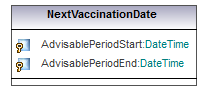 NextVaccinationDate
AdvisablePeriodStart:DateTime
AdvisablePeriodEnd:DateTime